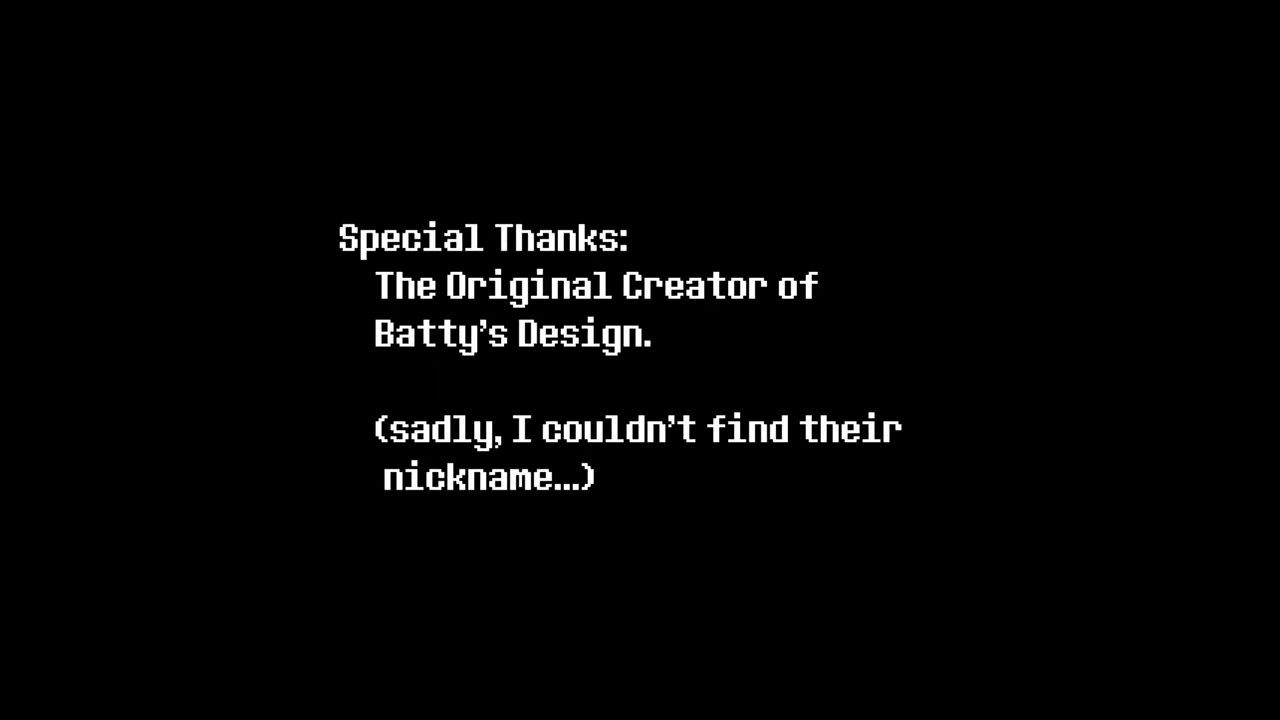 Special Thanks:
The Original Creator of
Batty's Design.
(sadly, I couldn't find their
nickname...)